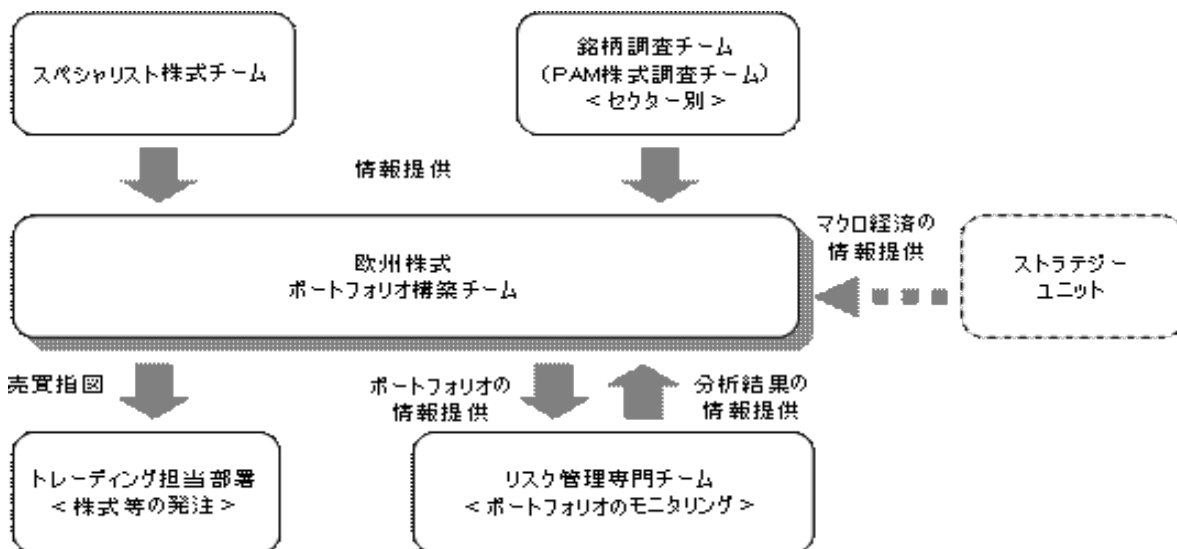 スペシャリスト株式チーム
銘柄調査チーム
（PAM株式調査チーム）
＜セクター別＞
情報提供
欧州株式
ポートフォリオ構築チーム
マクロ経済の
情報提供
ストラテジー
ユニット
売買指図
ポートフォリオの
情報提供
分析結果の
情報提供
トレーディング担当部署
＜株式等の発注＞
リスク管理専門チーム
＜ポートフォリオのモニタリング＞